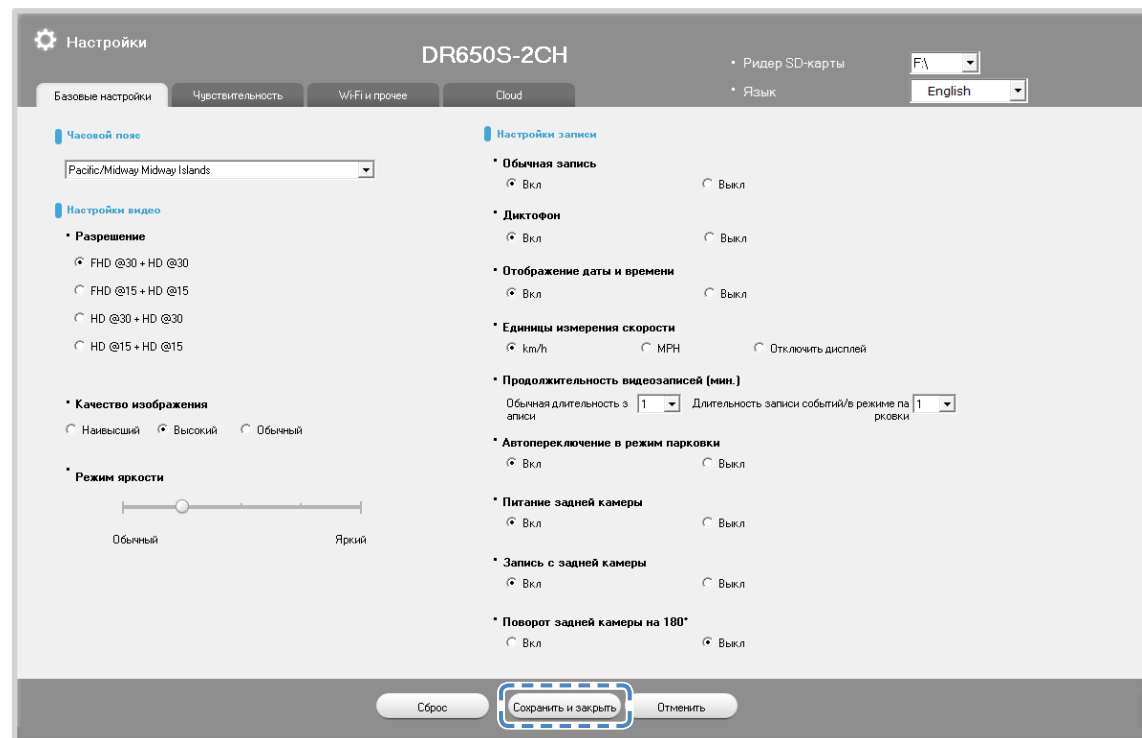 Настройки
DR650S-2CH
• Ридер SD-карты F:\
• Язык English
Базовые настройки Чувствительность Wi-Fi и прочее Cloud
Часовой пояс
Pacific/Midway Midway Islands
Настройки видео
• Разрешение
FHD @30 + HD @30
FHD @15 + HD @15
HD @30 + HD @30
HD @15 + HD @15
• Качество изображения
Наивысший Высокий Обычный
• Режим яркости
Обычный Яркий
Настройки записи
• Обычная запись
Вкл Выкл
• Диктофон
Вкл Выкл
• Отображение даты и времени
Вкл Выкл
• Единицы измерения скорости
km/h MPH Отключить дисплей
• Продолжительность видеозаписей (мин.)
Обычная длительность з 1 Длительность записи событий/в режиме па 1
аписи рковки
• Автопереключение в режим парковки
Вкл Выкл
• Питание задней камеры
Вкл Выкл
• Запись с задней камеры
Вкл Выкл
• Поворот задней камеры на 180°
Вкл Выкл
Сброс Сохранить и закрыть Отменить